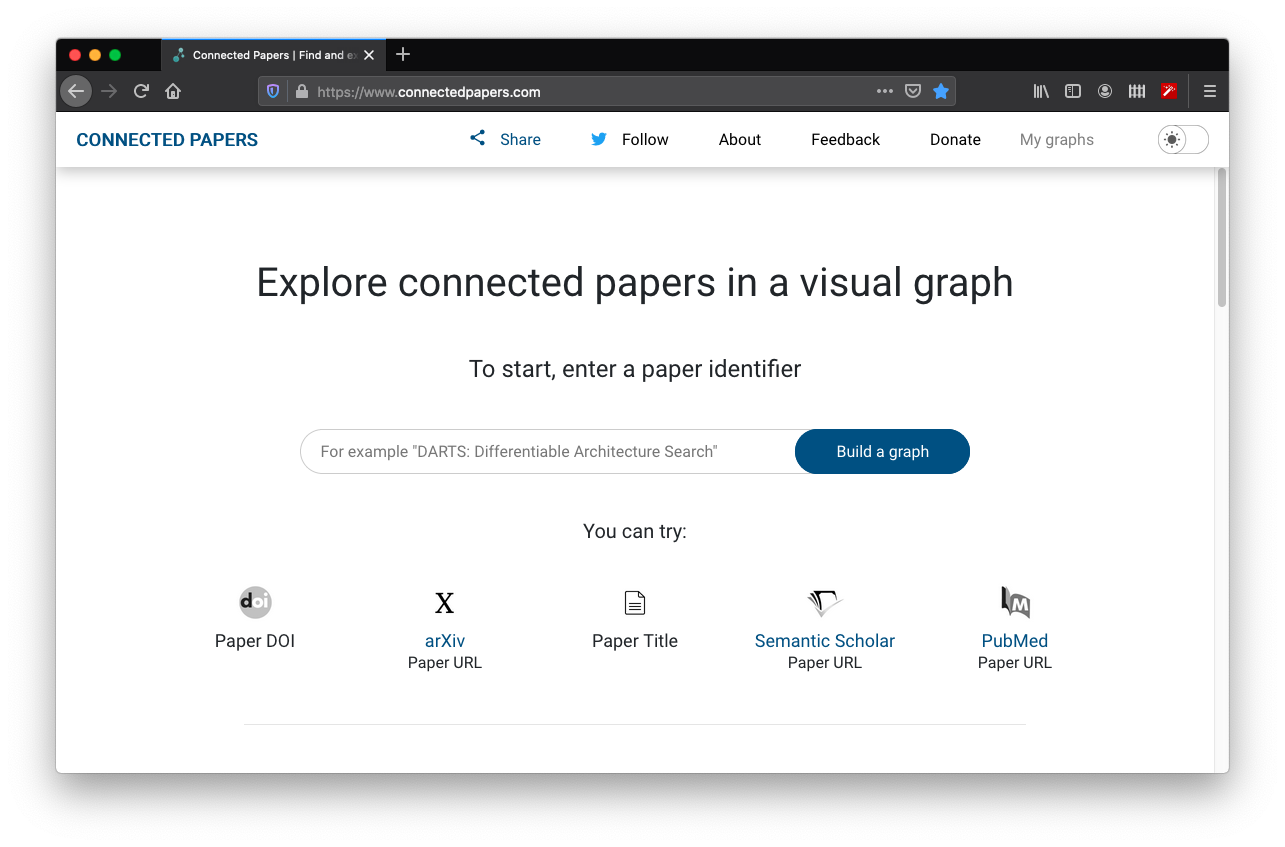 Connected Papers | Find and e
https://www.connectedpapers.com
CONNECTED PAPERS
Share
Follow
About
Feedback
Donate
My graphs
Explore connected papers in a visual graph
To start, enter a paper identifier
For example "DARTS: Differentiable Architecture Search"
Build a graph
You can try:
doi
X
M
Paper DOI
arXiv
Paper Title
Semantic Scholar
PubMed
Paper URL
Paper URL
Paper URL